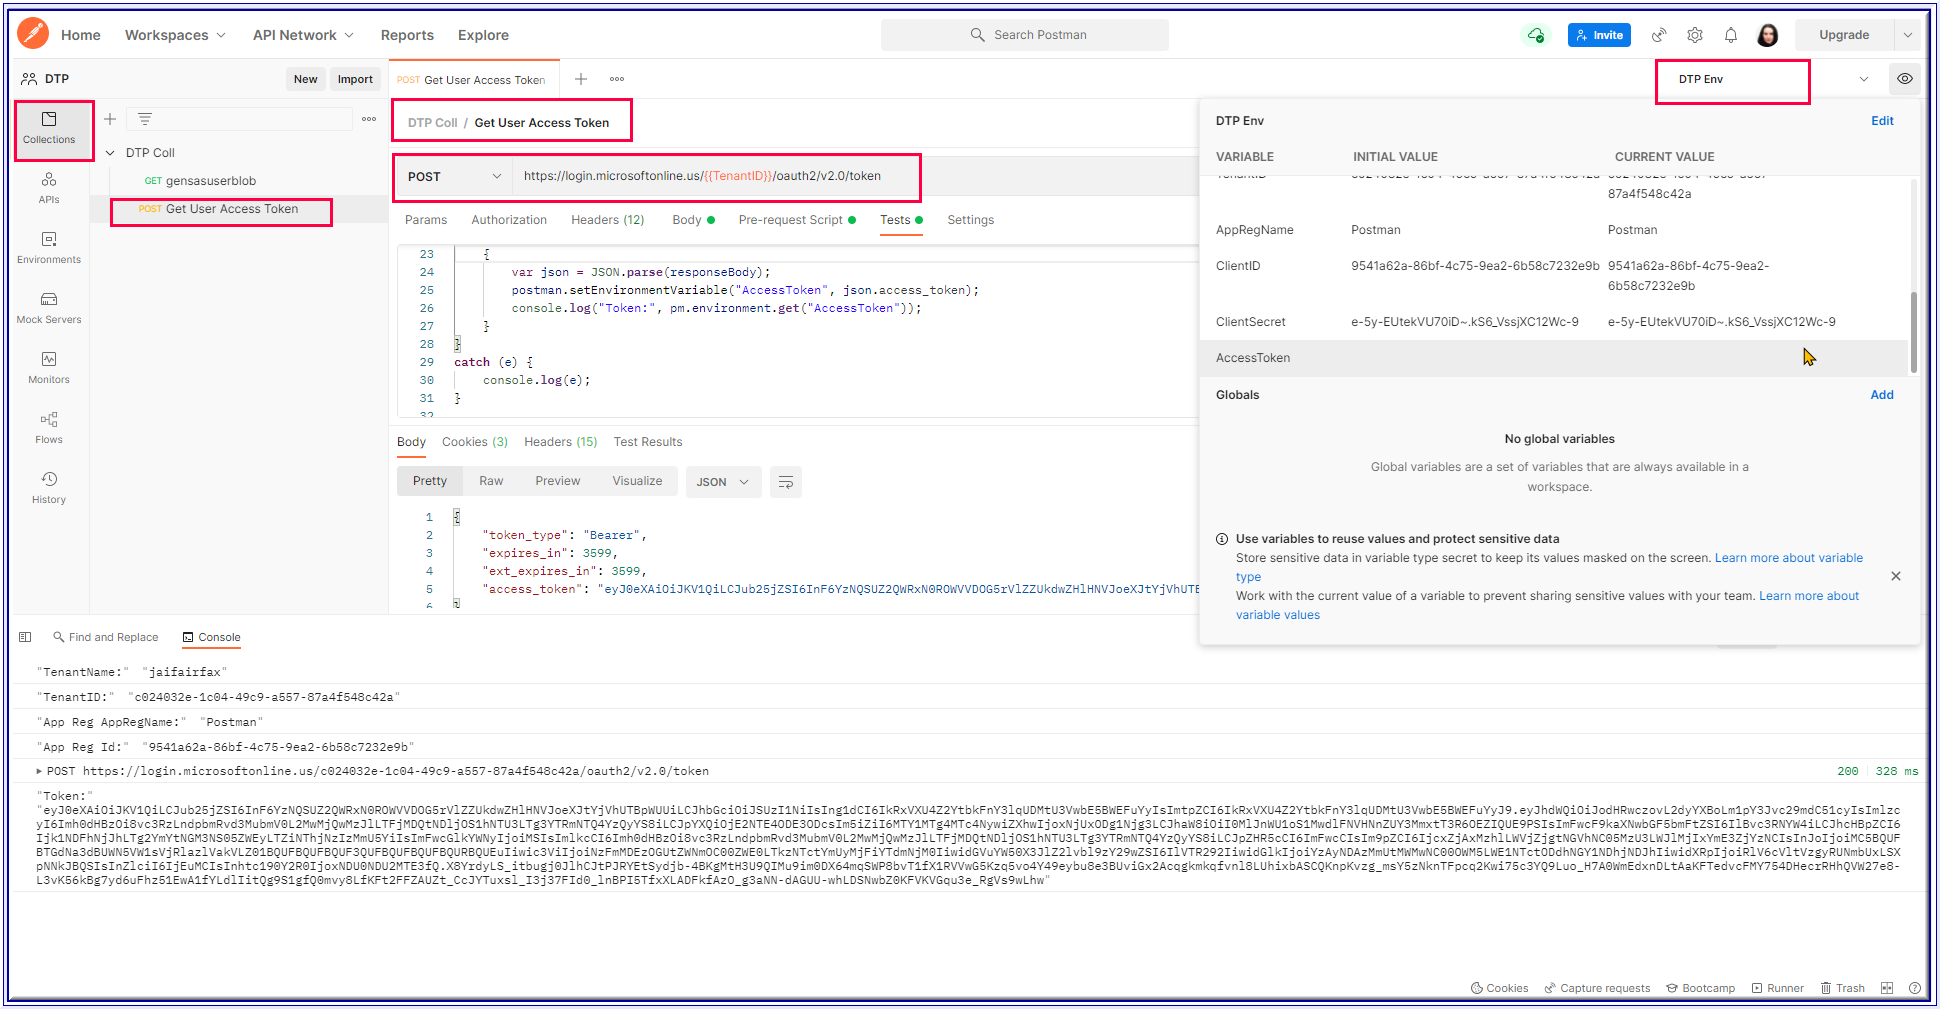 Home Workspaces API Network Reports Explore Search Postman Invite Upgrade
DTP New Import POST Get User Access Token DTP Env
Collections
APIs
Environments
Mock Servers
Monitors
Flows
History
DTP Coll
GET gensasuserblob
POST Get User Access Token
DTP Coll / Get User Access Token
POST https://login.microsoftonline.us/{{TenantID}}/oauth2/v2.0/token
Params Authorization Headers (12) Body Pre-request Script Tests Settings
23 {
24 var json = JSON.parse(responseBody);
25 postman.setEnvironmentVariable("AccessToken", json.access_token);
26 console.log("Token:", pm.environment.get("AccessToken"));
27 }
28 }
29 catch (e) {
30 console.log(e);
31 }
32
Body Cookies (3) Headers (15) Test Results
Pretty Raw Preview Visualize JSON
1 {
2 "token_type": "Bearer",
3 "expires_in": 3599,
4 "ext_expires_in": 3599,
5 "access_token":
6 }
DTP Env Edit
VARIABLE INITIAL VALUE CURRENT VALUE
TenantID
87a4f548c42a
AppRegName Postman Postman
ClientID 9541a62a-86bf-4c75-9ea2-6b58c7232e9b 9541a62a-86bf-4c75-9ea2-
6b58c7232e9b
ClientSecret e-5y-EUtekVU70iD~.kS6_VssjXC12Wc-9 e-5y-EUtekVU70iD~.kS6_VssjXC12Wc-9
AccessToken
Globals Add
No global variables
Global variables are a set of variables that are always available in a
workspace.
Use variables to reuse values and protect sensitive data
Store sensitive data in variable type secret to keep its values masked on the screen. Learn more about variable
type
Work with the current value of a variable to prevent sharing sensitive values with your team. Learn more about
variable values
Find and Replace Console
"TenantName:" "jaifairfax"
"TenantID:" "c024032e-1c04-49c9-a557-87a4f548c42a"
"App Reg AppRegName:" "Postman"
"App Reg Id:" "9541a62a-86bf-4c75-9ea2-6b58c7232e9b"
POST https://login.microsoftonline.us/c024032e-1c04-49c9-a557-87a4f548c42a/oauth2/v2.0/token 200 328 ms
"Token:"
Cookies Capture requests Bootcamp Runner Trash